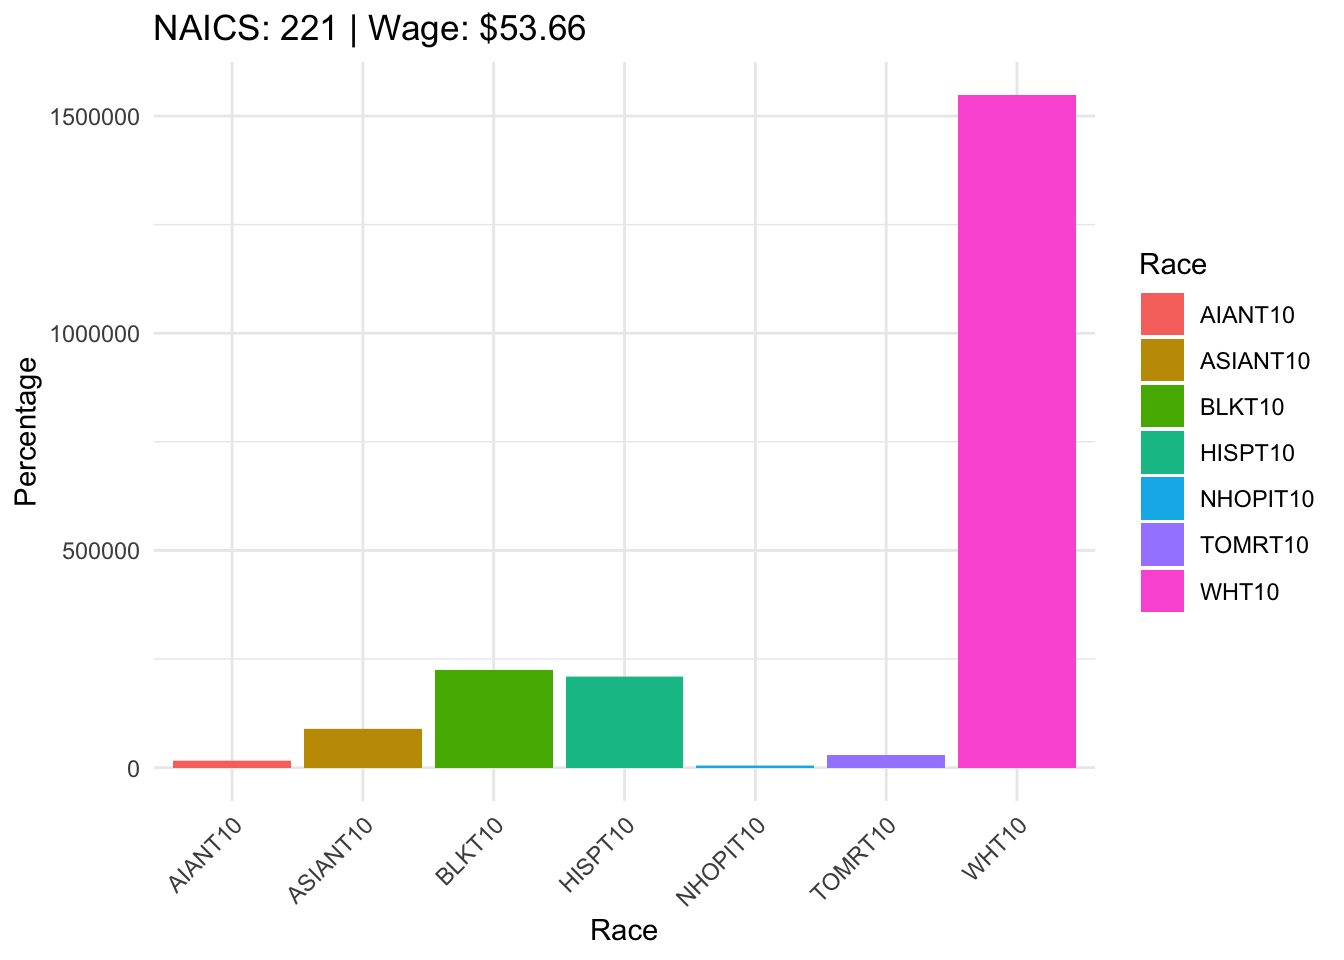 NAICS: 221 | Wage: $53.66
Percentage
1500000
1000000
500000
0
AIANT10
ASIANT10
BLKT10
HISPT10
NHOPIT10
TOMRT10
WHT10
Race
Race
AIANT10
ASIANT10
BLKT10
HISPT10
NHOPIT10
TOMRT10
WHT10